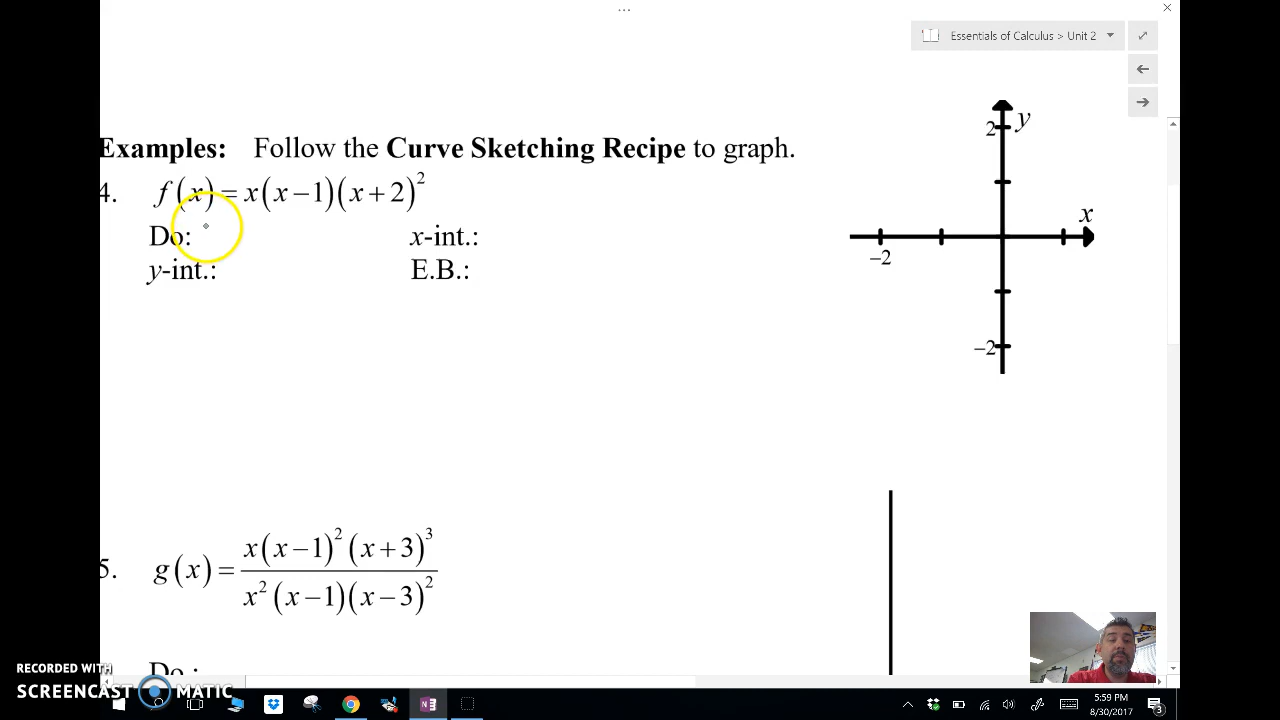 ...
Essentials of Calculus > Unit 2
Examples: Follow the Curve Sketching Recipe to graph.
4. f(x) = x(x−1)(x+2)²
Do: x-int.:
y-int.: E.B.:
2 y
x
−2
−2
5. g(x) = x(x−1)²(x+3)³ / x²(x−1)(x−3)²
Do :
RECORDED WITH
SCREENCAST MATIC
N
5:59 PM
8/30/2017
3